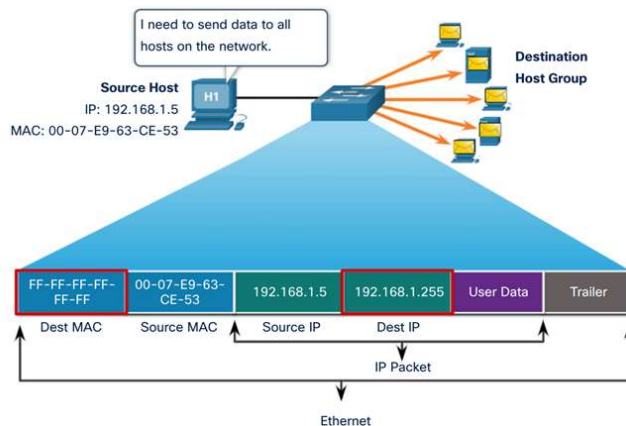 I need to send data to all
hosts on the network.
Destination
Host Group
Source Host
IP: 192.168.1.5
MAC: 00-07-E9-63-CE-53
H1
FF-FF-FF-FF-
FF-FF
00-07-E9-63-
CE-53
192.168.1.5
192.168.1.255
User Data
Trailer
Dest MAC
Source MAC
Source IP
Dest IP
IP Packet
Ethernet